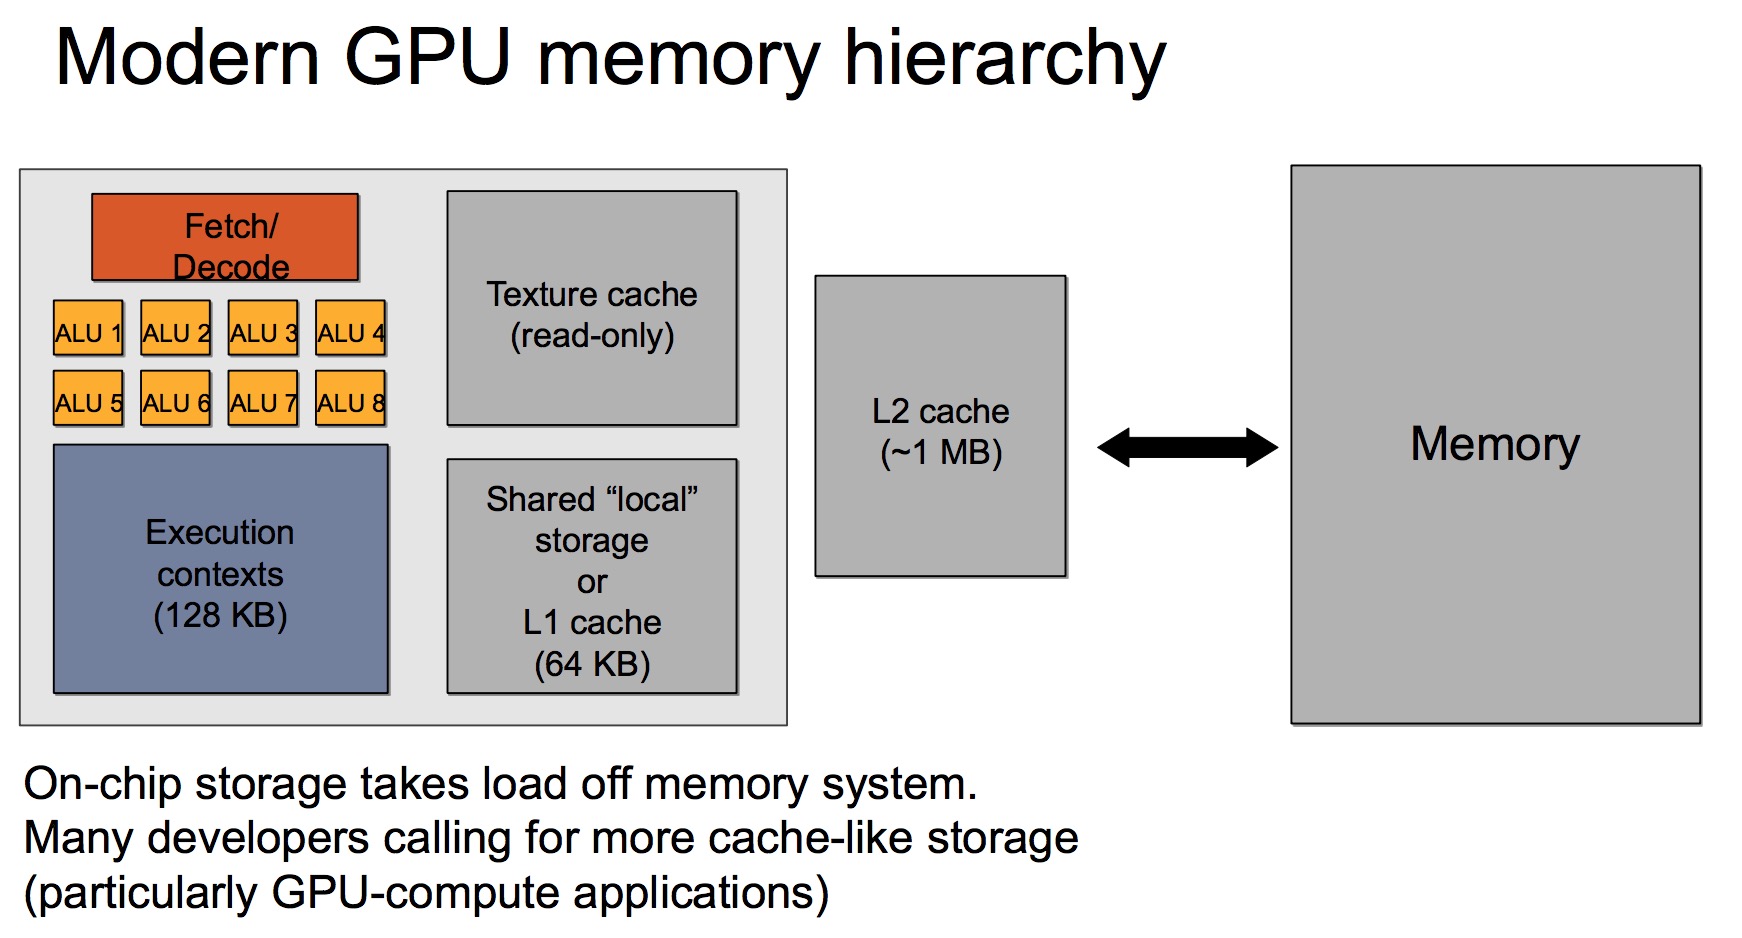 Modern GPU memory hierarchy
Fetch/
Decode
ALU 1
ALU 2
ALU 3
ALU 4
ALU 5
ALU 6
ALU 7
ALU 8
Execution
contexts
(128 KB)
Texture cache
(read-only)
Shared “local”
storage
or
L1 cache
(64 KB)
L2 cache
(~1 MB)
Memory
On-chip storage takes load off memory system.
Many developers calling for more cache-like storage
(particularly GPU-compute applications)